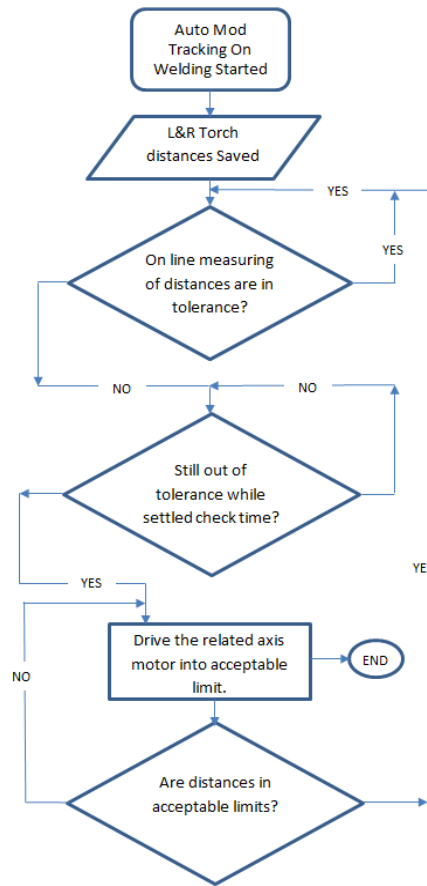 Auto Mod
Tracking On
Welding Started
L&R Torch
distances Saved
YES
On line measuring
of distances are in
tolerance?
YES
NO
NO
Still out of
tolerance while
settled check time?
YES
YE
Drive the related axis
motor into acceptable
limit.
END
NO
Are distances in
acceptable limits?